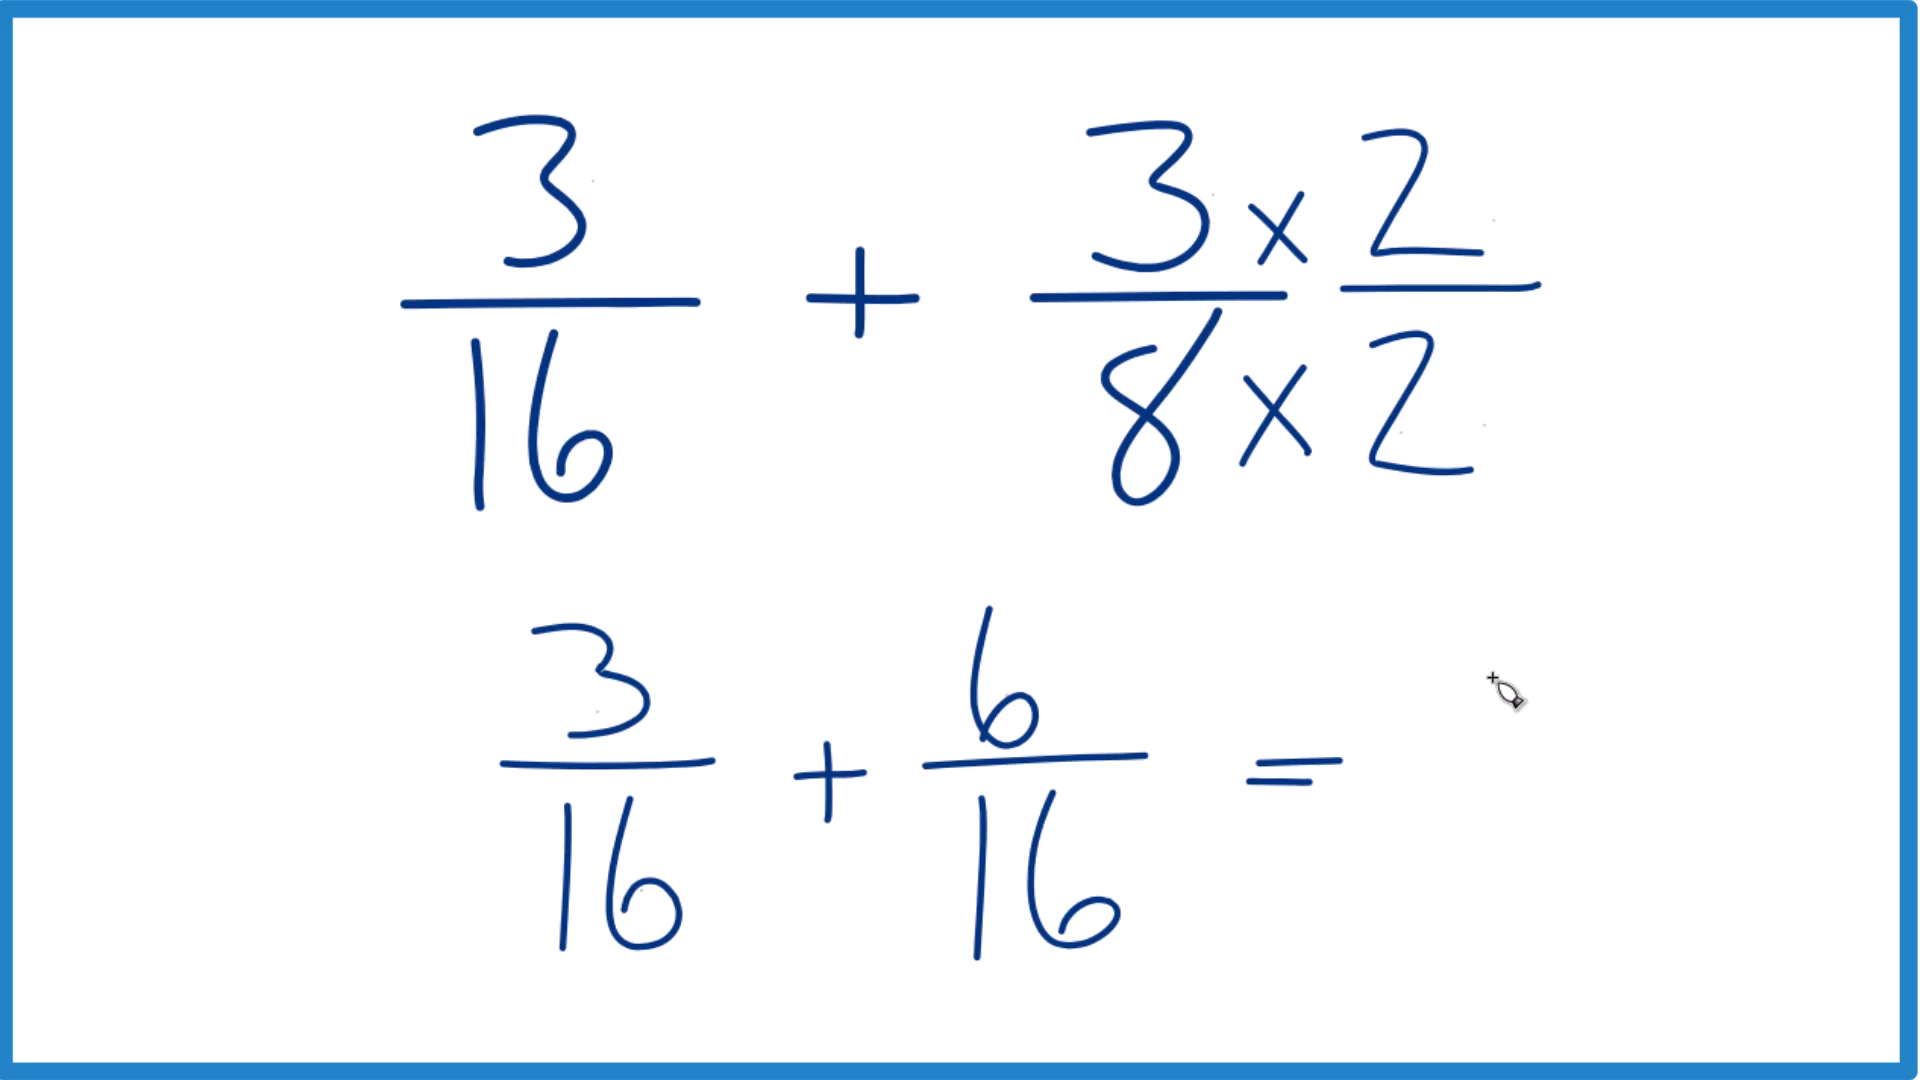 3/16 + 3/8 × 2/2
3/16 + 6/16 =